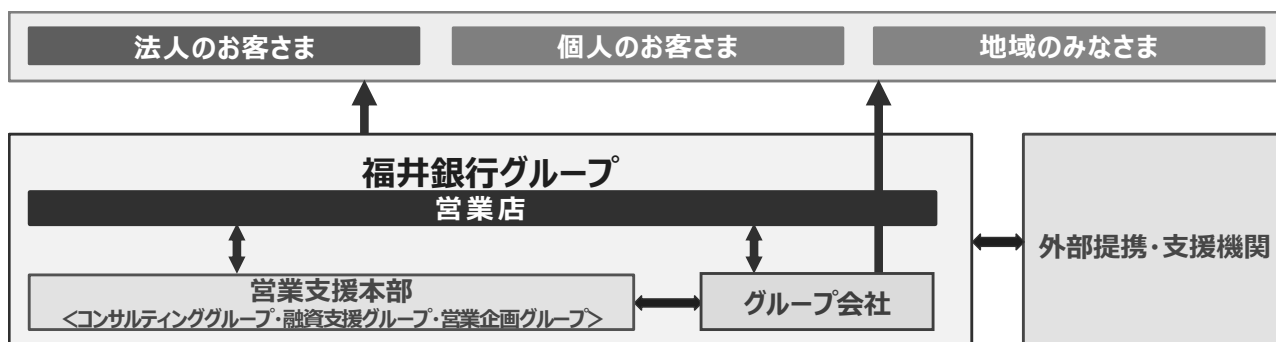 法人のお客さま
個人のお客さま
地域のみなさま
福井銀行グループ
営業店
営業支援本部
<コンサルティンググループ・融資支援グループ・営業企画グループ>
グループ会社
外部提携・支援機関